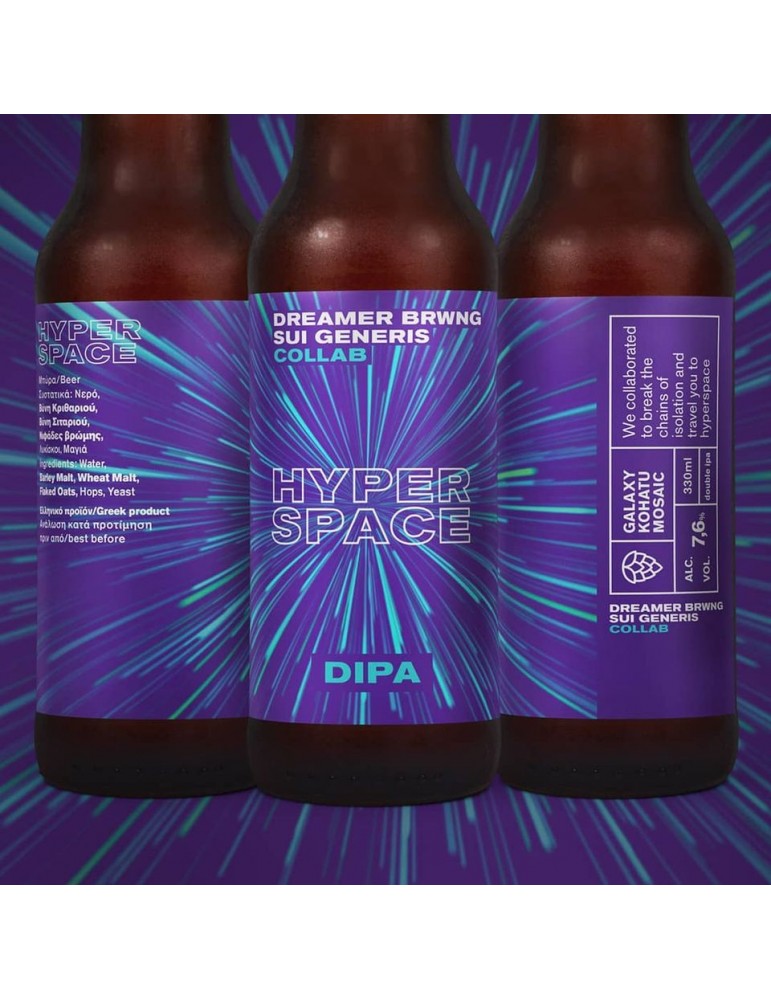 HYPER
SPACE
Μπύρα/Beer
Συστατικά: Νερό,
Βύνη Κριθαριού,
Βύνη Σιταριού,
Νιφάδες βρώμης,
Λυκίσκοι, Μαγιά
Ingredients: Water,
Barley Malt, Wheat Malt,
Flaked Oats, Hops, Yeast
Ελληνικό προϊόν/Greek product
Ανάλωση κατά προτίμηση
πριν από/best before
DREAMER BRWNG
SUI GENERIS
COLLAB
HYPER
SPACE
DIPA
We collaborated
to break the
chains of
isolation and
travel you to
hyperspace
GALAXY
KOHATU
MOSAIC
330ml
double ipa
ALC. 7,6%
VOL.
DREAMER BRWNG
SUI GENERIS
COLLAB